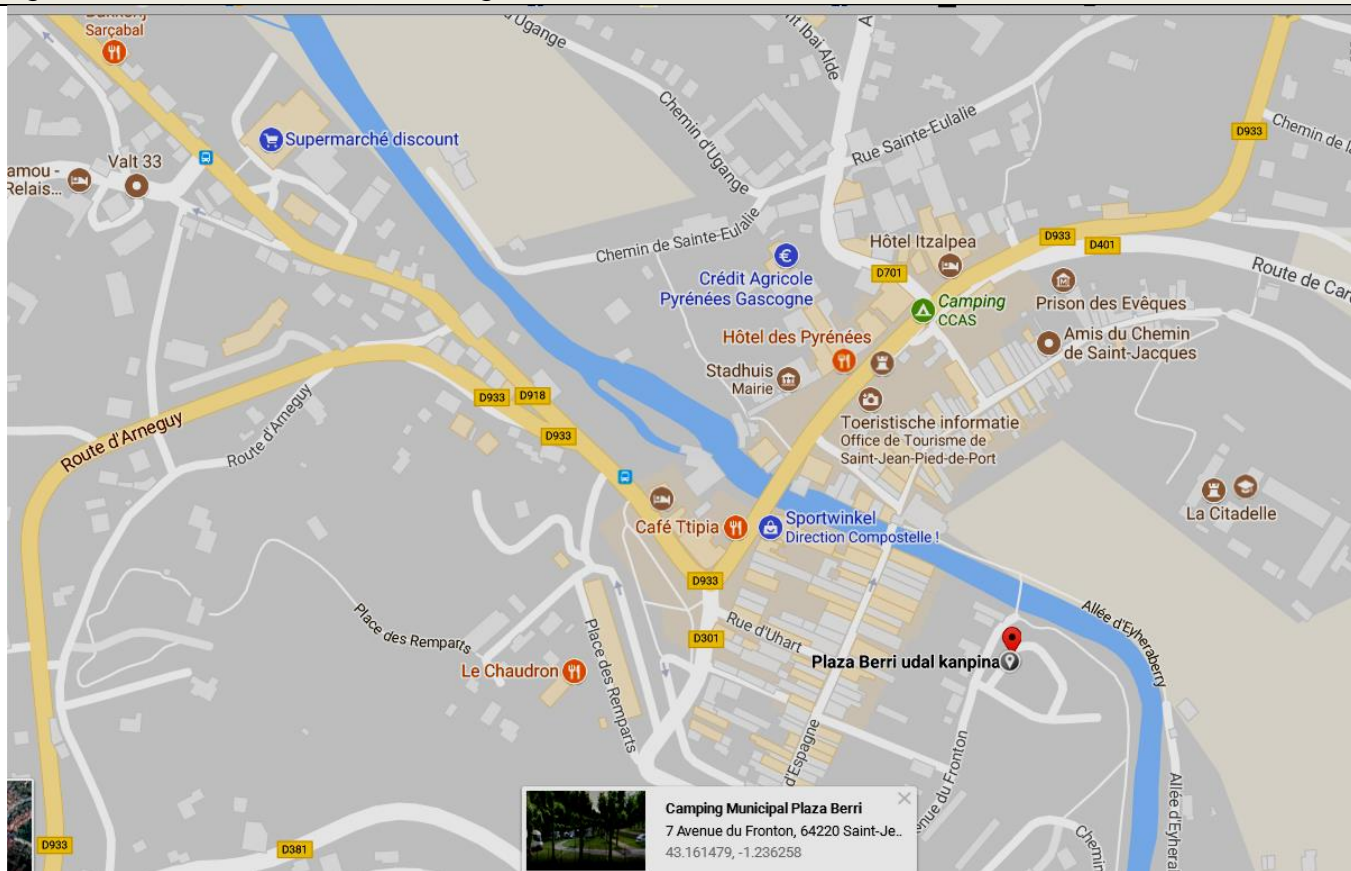 Sarçabal
d'Ugange
Ibai Alde
Supermarché discount
Valt 33
amou -
Relais...
Chemin d'Ugange
Rue Sainte-Eulalie
D933
Chemin de la
Chemin de Sainte-Eulalie
Crédit Agricole
Pyrénées Gascogne
D701
Hôtel Itzalpea
D933
D401
Route de Car
Prison des Evêques
Camping
CCAS
Amis du Chemin
de Saint-Jacques
Hôtel des Pyrénées
Stadhuis
Mairie
Toeristische informatie
Office de Tourisme de
Saint-Jean-Pied-de-Port
D933
D918
D933
Route d'Arneguy
Route d'Arneguy
La Citadelle
Café Ttipia
Sportwinkel
Direction Compostelle !
D933
D301
Rue d'Uhart
Place des Remparts
Place des Remparts
Le Chaudron
Plaza Berri udal kanpina
Allée d'Eyheraberry
d'Espagne
nue du Fronton
Allée d'Eyhera
Chemin
D933
D381
Camping Municipal Plaza Berri
7 Avenue du Fronton, 64220 Saint-Je..
43.161479, -1.236258